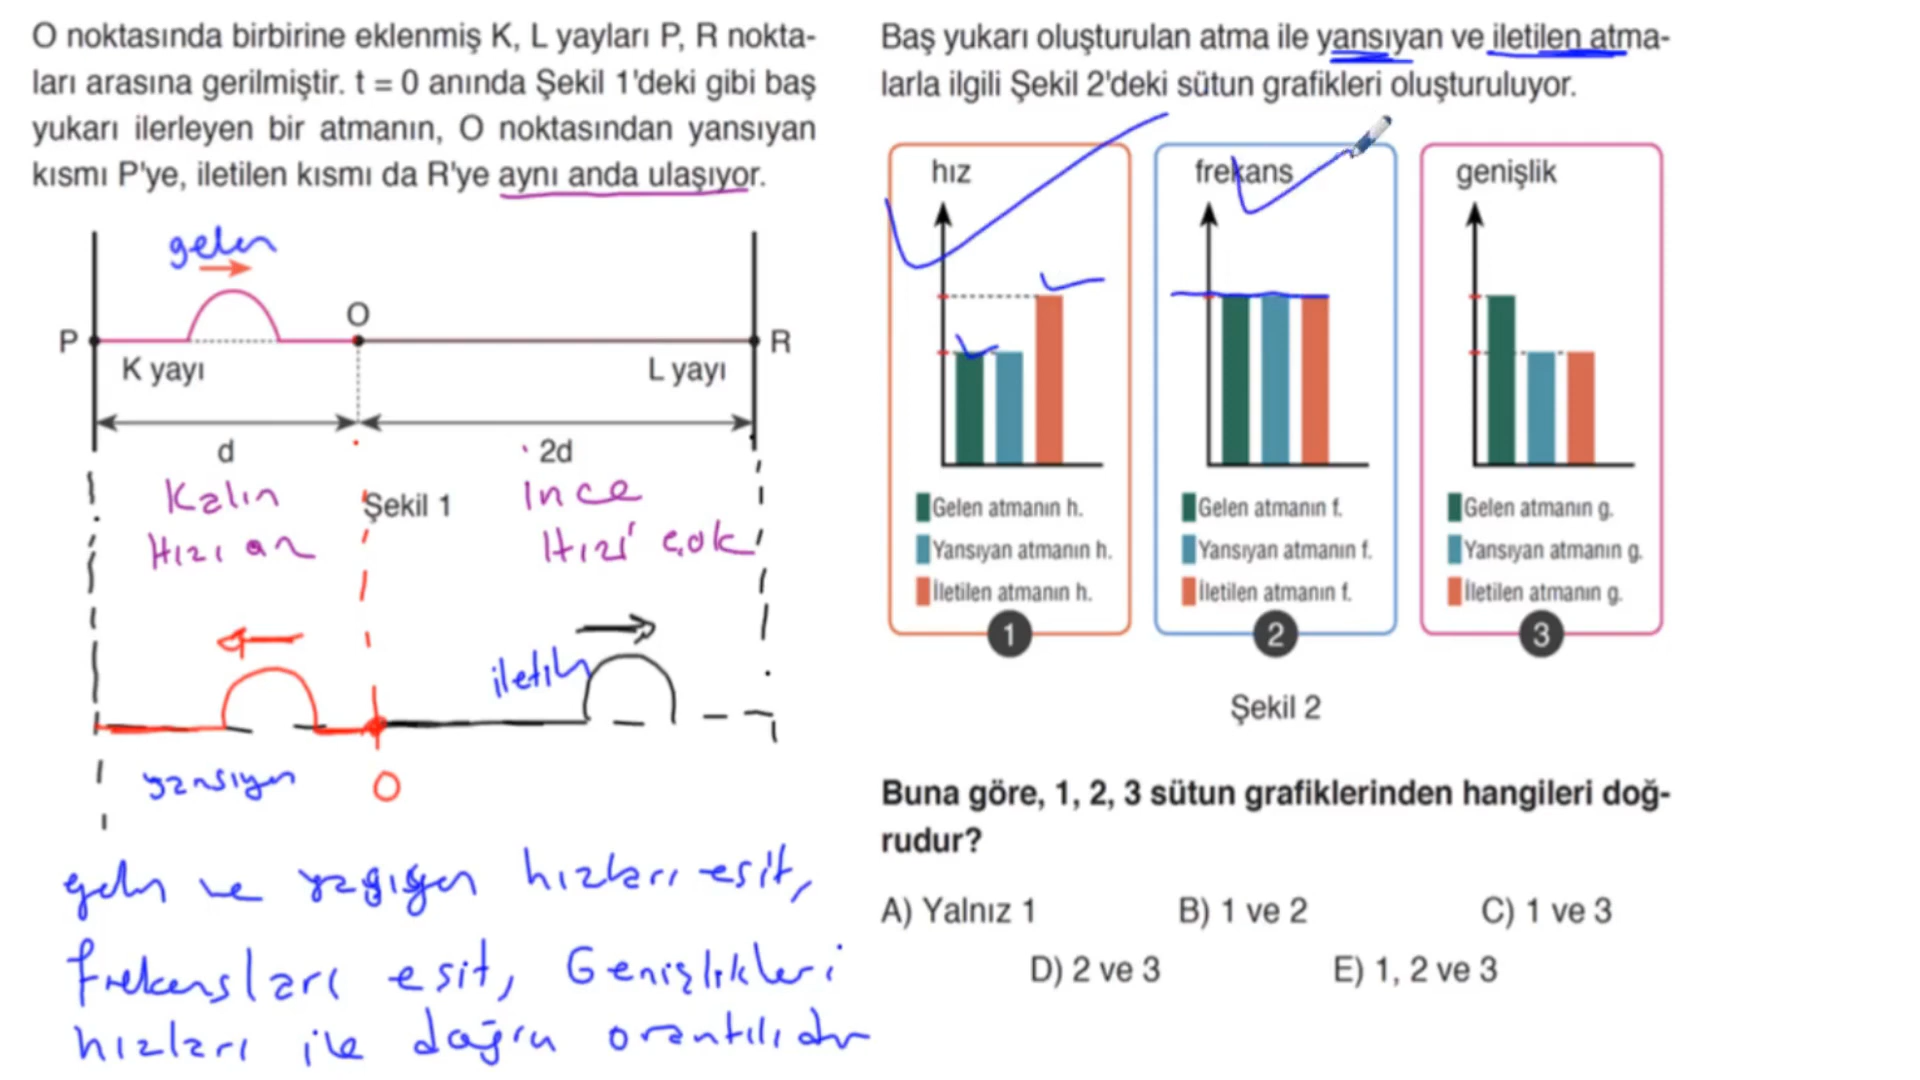 O noktasında birbirine eklenmiş K, L yayları P, R nokta-
ları arasına gerilmiştir. t = 0 anında Şekil 1'deki gibi baş
yukarı ilerleyen bir atmanın, O noktasından yansıyan
kısmı P'ye, iletilen kısmı da R'ye aynı anda ulaşıyor.
gelen
O
P
R
K yayı
L yayı
d
2d
Şekil 1
Kalın
ince
Hızı az
Hızı çok
iletilen
yansıyan
O
gelen ve yansıyan hızları esit,
frekansları esit, Genişlikleri
hızları ile doğru orantılıdır
Baş yukarı oluşturulan atma ile yansıyan ve iletilen atma-
larla ilgili Şekil 2'deki sütun grafikleri oluşturuluyor.
hız
Gelen atmanın h.
Yansıyan atmanın h.
İletilen atmanın h.
1
frekans
Gelen atmanın f.
Yansıyan atmanın f.
İletilen atmanın f.
2
genişlik
Gelen atmanın g.
Yansıyan atmanın g.
İletilen atmanın g.
3
Şekil 2
Buna göre, 1, 2, 3 sütun grafiklerinden hangileri doğ-
rudur?
A) Yalnız 1 B) 1 ve 2 C) 1 ve 3
D) 2 ve 3 E) 1, 2 ve 3